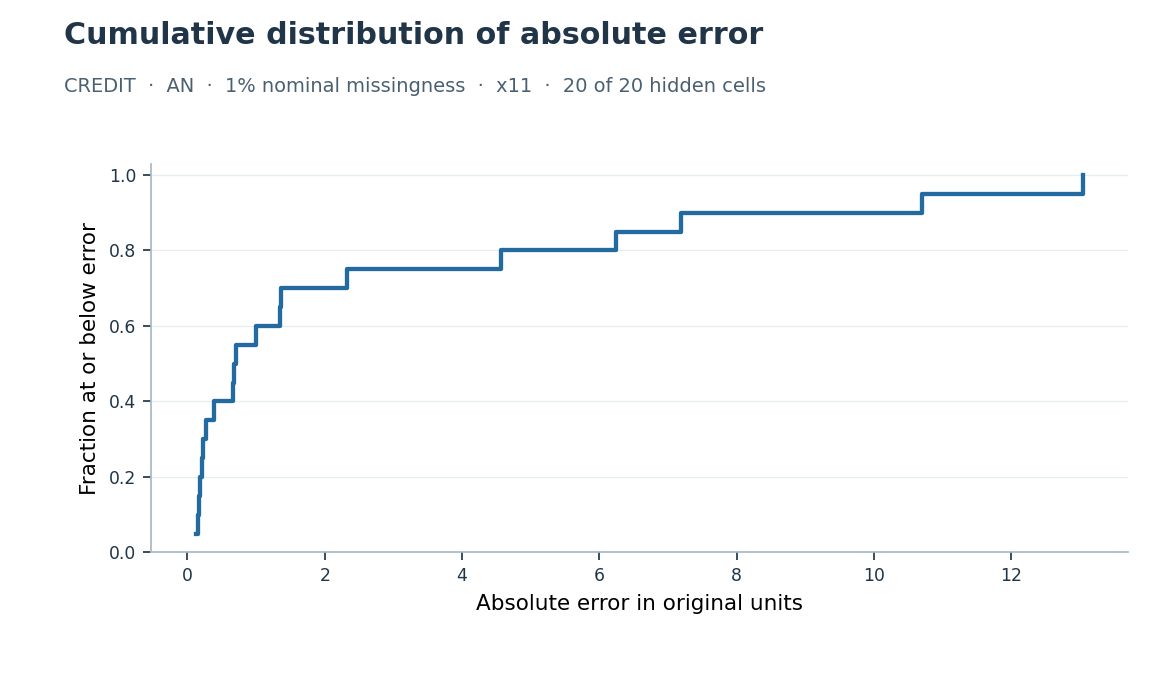 Cumulative distribution of absolute error
CREDIT · AN · 1% nominal missingness · x11 · 20 of 20 hidden cells
Fraction at or below error
1.0
0.8
0.6
0.4
0.2
0.0
0 2 4 6 8 10 12
Absolute error in original units